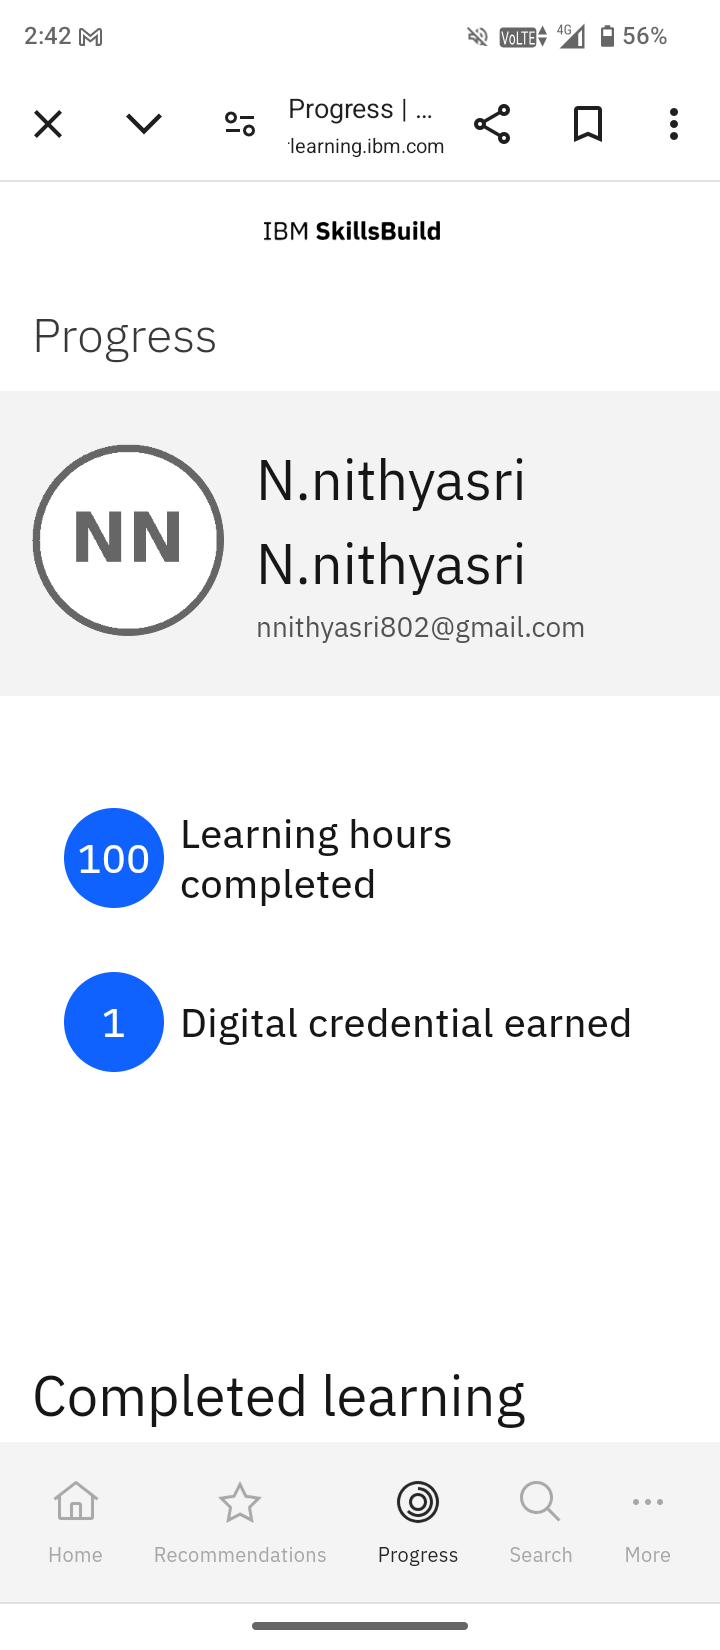 2:42
VoLTE 4G 56%
Progress | ...
learning.ibm.com
IBM SkillsBuild
Progress
NN
N.nithyasri
N.nithyasri
nnithyasri802@gmail.com
100
Learning hours
completed
1
Digital credential earned
Completed learning
Home
Recommendations
Progress
Search
More